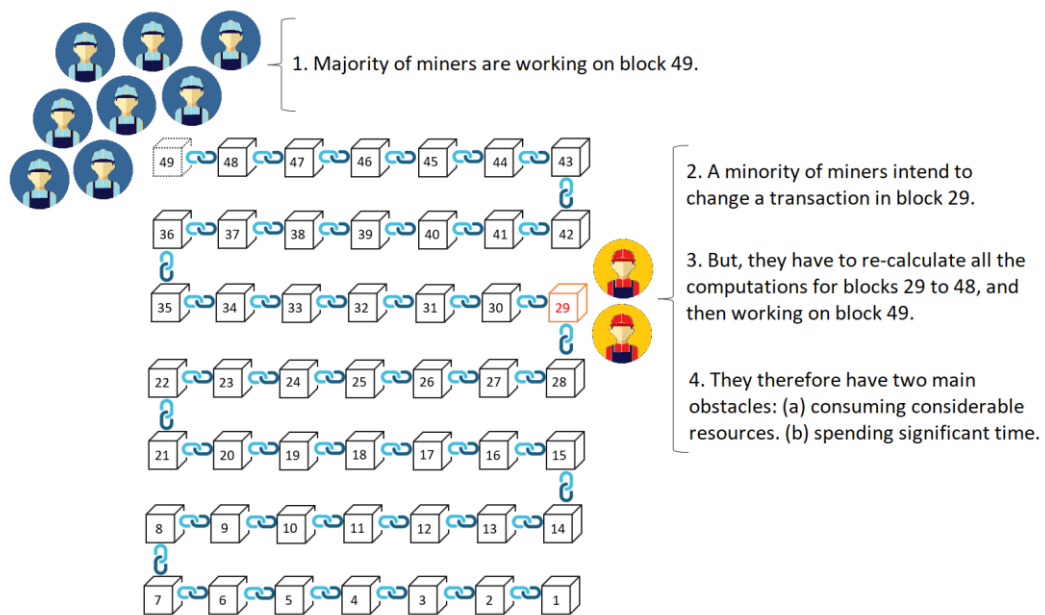 1. Majority of miners are working on block 49.
49 48 47 46 45 44 43
2. A minority of miners intend to
change a transaction in block 29.
36 37 38 39 40 41 42
3. But, they have to re-calculate all the
computations for blocks 29 to 48, and
then working on block 49.
35 34 33 32 31 30 29
22 23 24 25 26 27 28
4. They therefore have two main
obstacles: (a) consuming considerable
resources. (b) spending significant time.
21 20 19 18 17 16 15
8 9 10 11 12 13 14
7 6 5 4 3 2 1